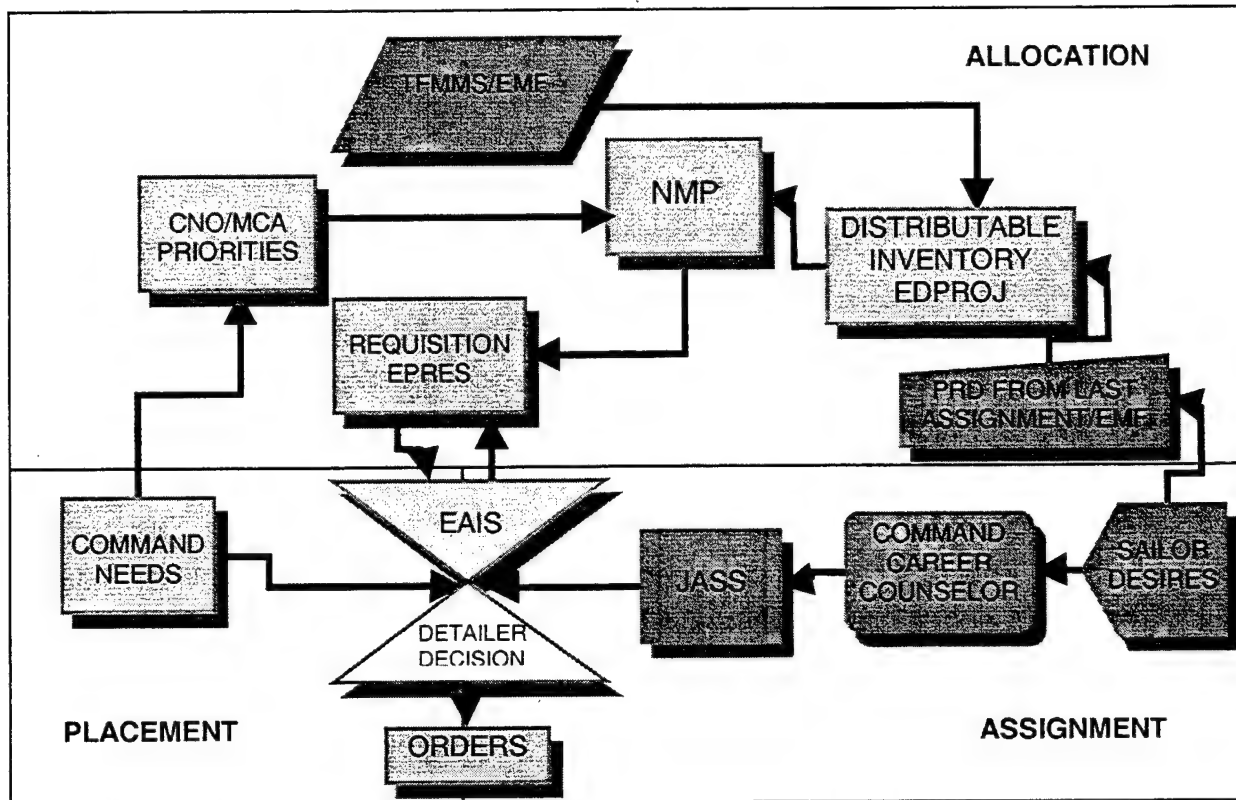 TFMMS/EMF
ALLOCATION
CNO/MCA
PRIORITIES
NMP
DISTRIBUTABLE
INVENTORY
EDPROJ
REQUISITION
EPRES
PRD FROM LAST
ASSIGNMENT/EMF
COMMAND
NEEDS
EAIS
JASS
COMMAND
CAREER
COUNSELOR
SAILOR
DESIRES
DETAILER
DECISION
PLACEMENT
ORDERS
ASSIGNMENT